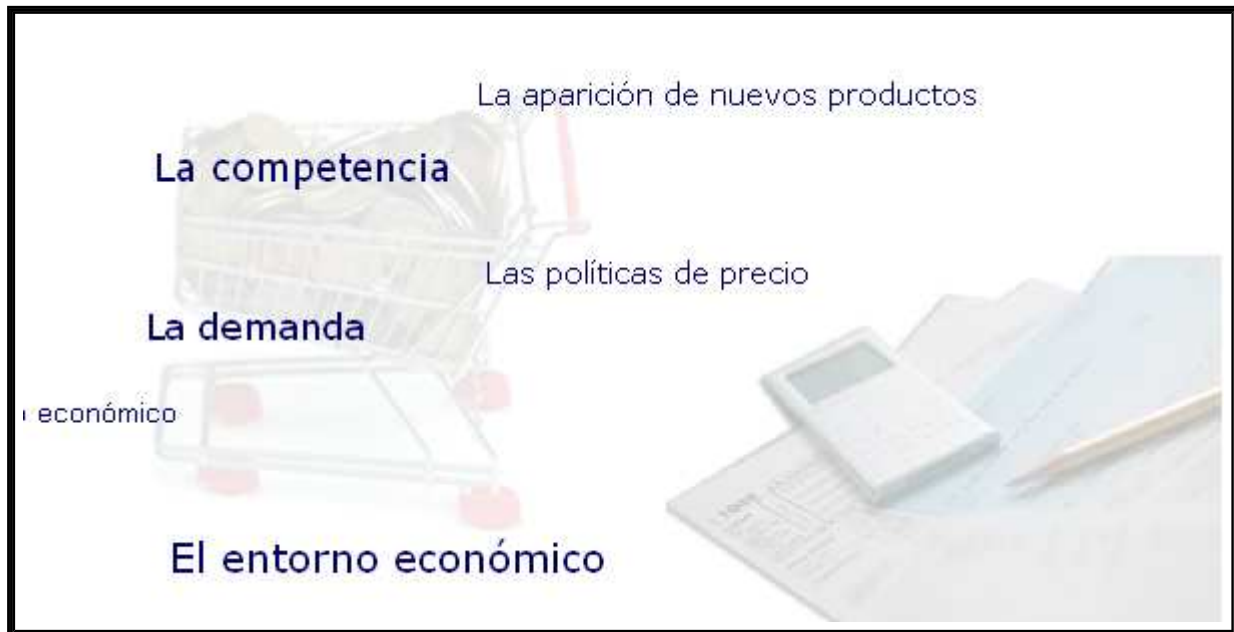 La aparición de nuevos productos
La competencia
Las políticas de precio
La demanda
económico
El entorno económico